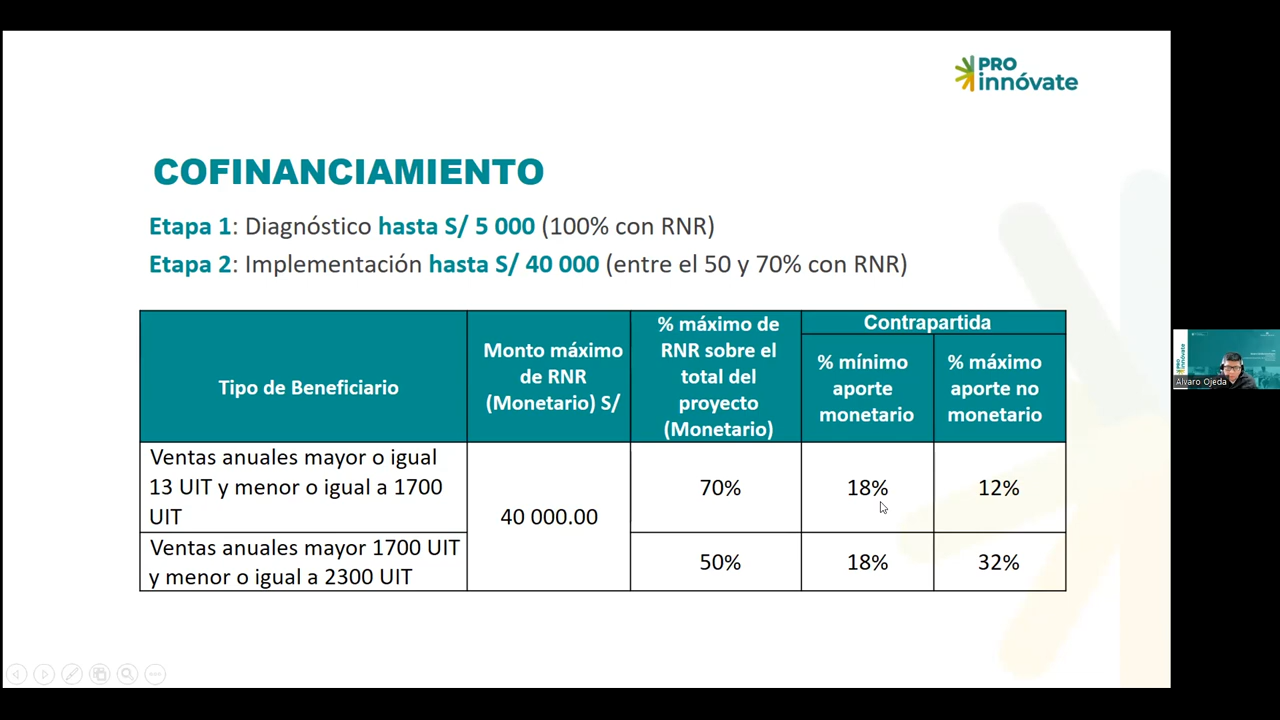 PRO
innóvate
COFINANCIAMIENTO
Etapa 1: Diagnóstico hasta S/ 5 000 (100% con RNR)
Etapa 2: Implementación hasta S/ 40 000 (entre el 50 y 70% con RNR)
Tipo de Beneficiario
Monto máximo
de RNR
(Monetario) S/
% máximo de
RNR sobre el
total del
proyecto
(Monetario)
Contrapartida
% mínimo
aporte
monetario
% máximo
aporte no
monetario
Ventas anuales mayor o igual
13 UIT y menor o igual a 1700
UIT
40 000.00
70%
18%
12%
Ventas anuales mayor 1700 UIT
y menor o igual a 2300 UIT
50%
18%
32%
Alvaro Ojeda